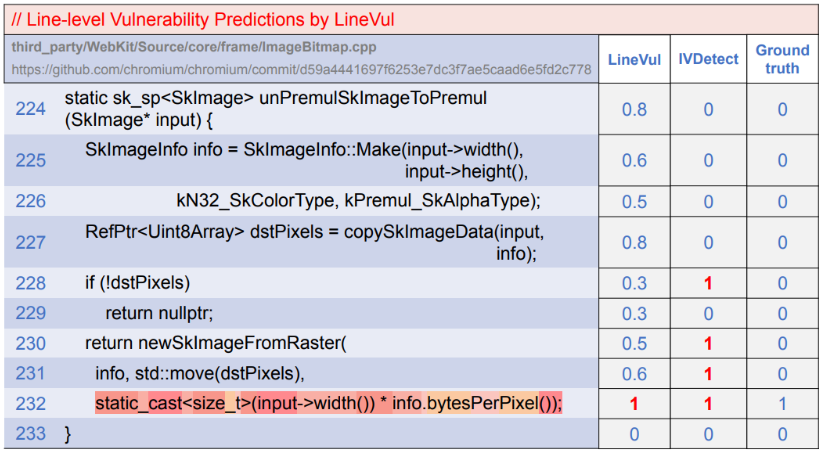 // Line-level Vulnerability Predictions by LineVul
third_party/WebKit/Source/core/frame/ImageBitmap.cpp
https://github.com/chromium/chromium/commit/d59a4441697f6253e7dc3f7ae5caad6e5fd2c778
LineVul IVDetect Ground
truth
224 static sk_sp<SkImage> unPremulSkImageToPremul
(SkImage* input) { 0.8 0 0
225 SkImageInfo info = SkImageInfo::Make(input->width(),
input->height(), 0.6 0 0
226 kN32_SkColorType, kPremul_SkAlphaType); 0.5 0 0
227 RefPtr<Uint8Array> dstPixels = copySkImageData(input,
info); 0.8 0 0
228 if (!dstPixels) 0.3 1 0
229 return nullptr; 0.3 0 0
230 return newSkImageFromRaster( 0.5 1 0
231 info, std::move(dstPixels), 0.6 1 0
232 static_cast<size_t>(input->width()) * info.bytesPerPixel()); 1 1 1
233 } 0 0 0